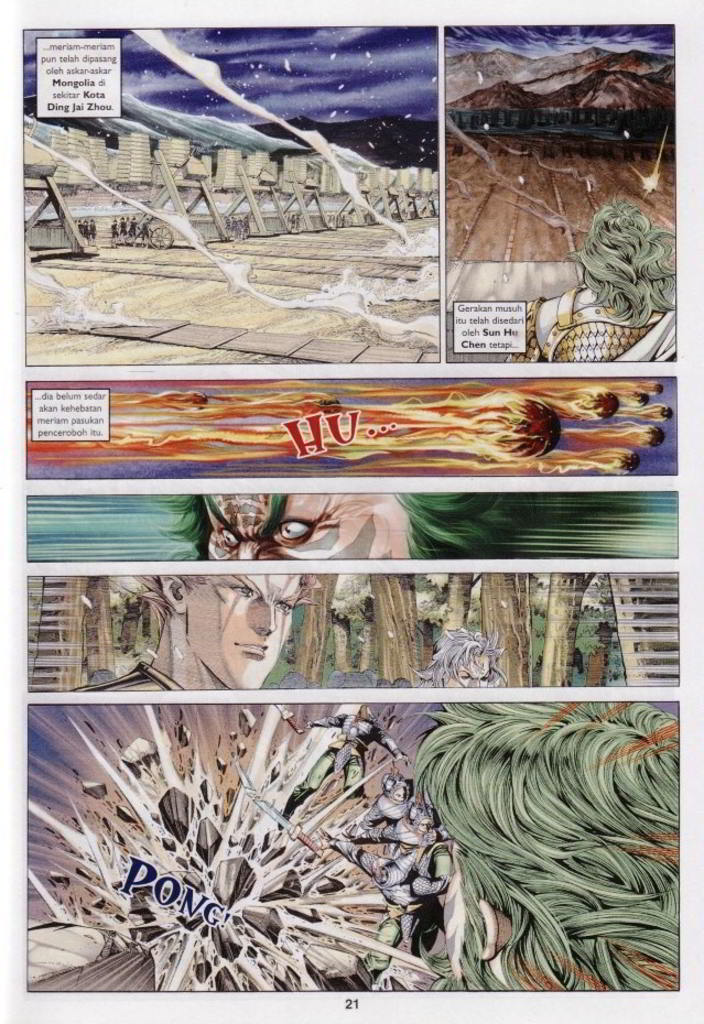 ...meriam-meriam
pun telah dipasang
oleh askar-askar
Mongolia di
sekitar Kota
Ding Jai Zhou.
Gerakan musuh
itu telah disedari
oleh Sun Hu
Chen tetapi...
...dia belum sedar
akan kehebatan
meriam pasukan
penceroboh itu.
HU...
PONG!
21